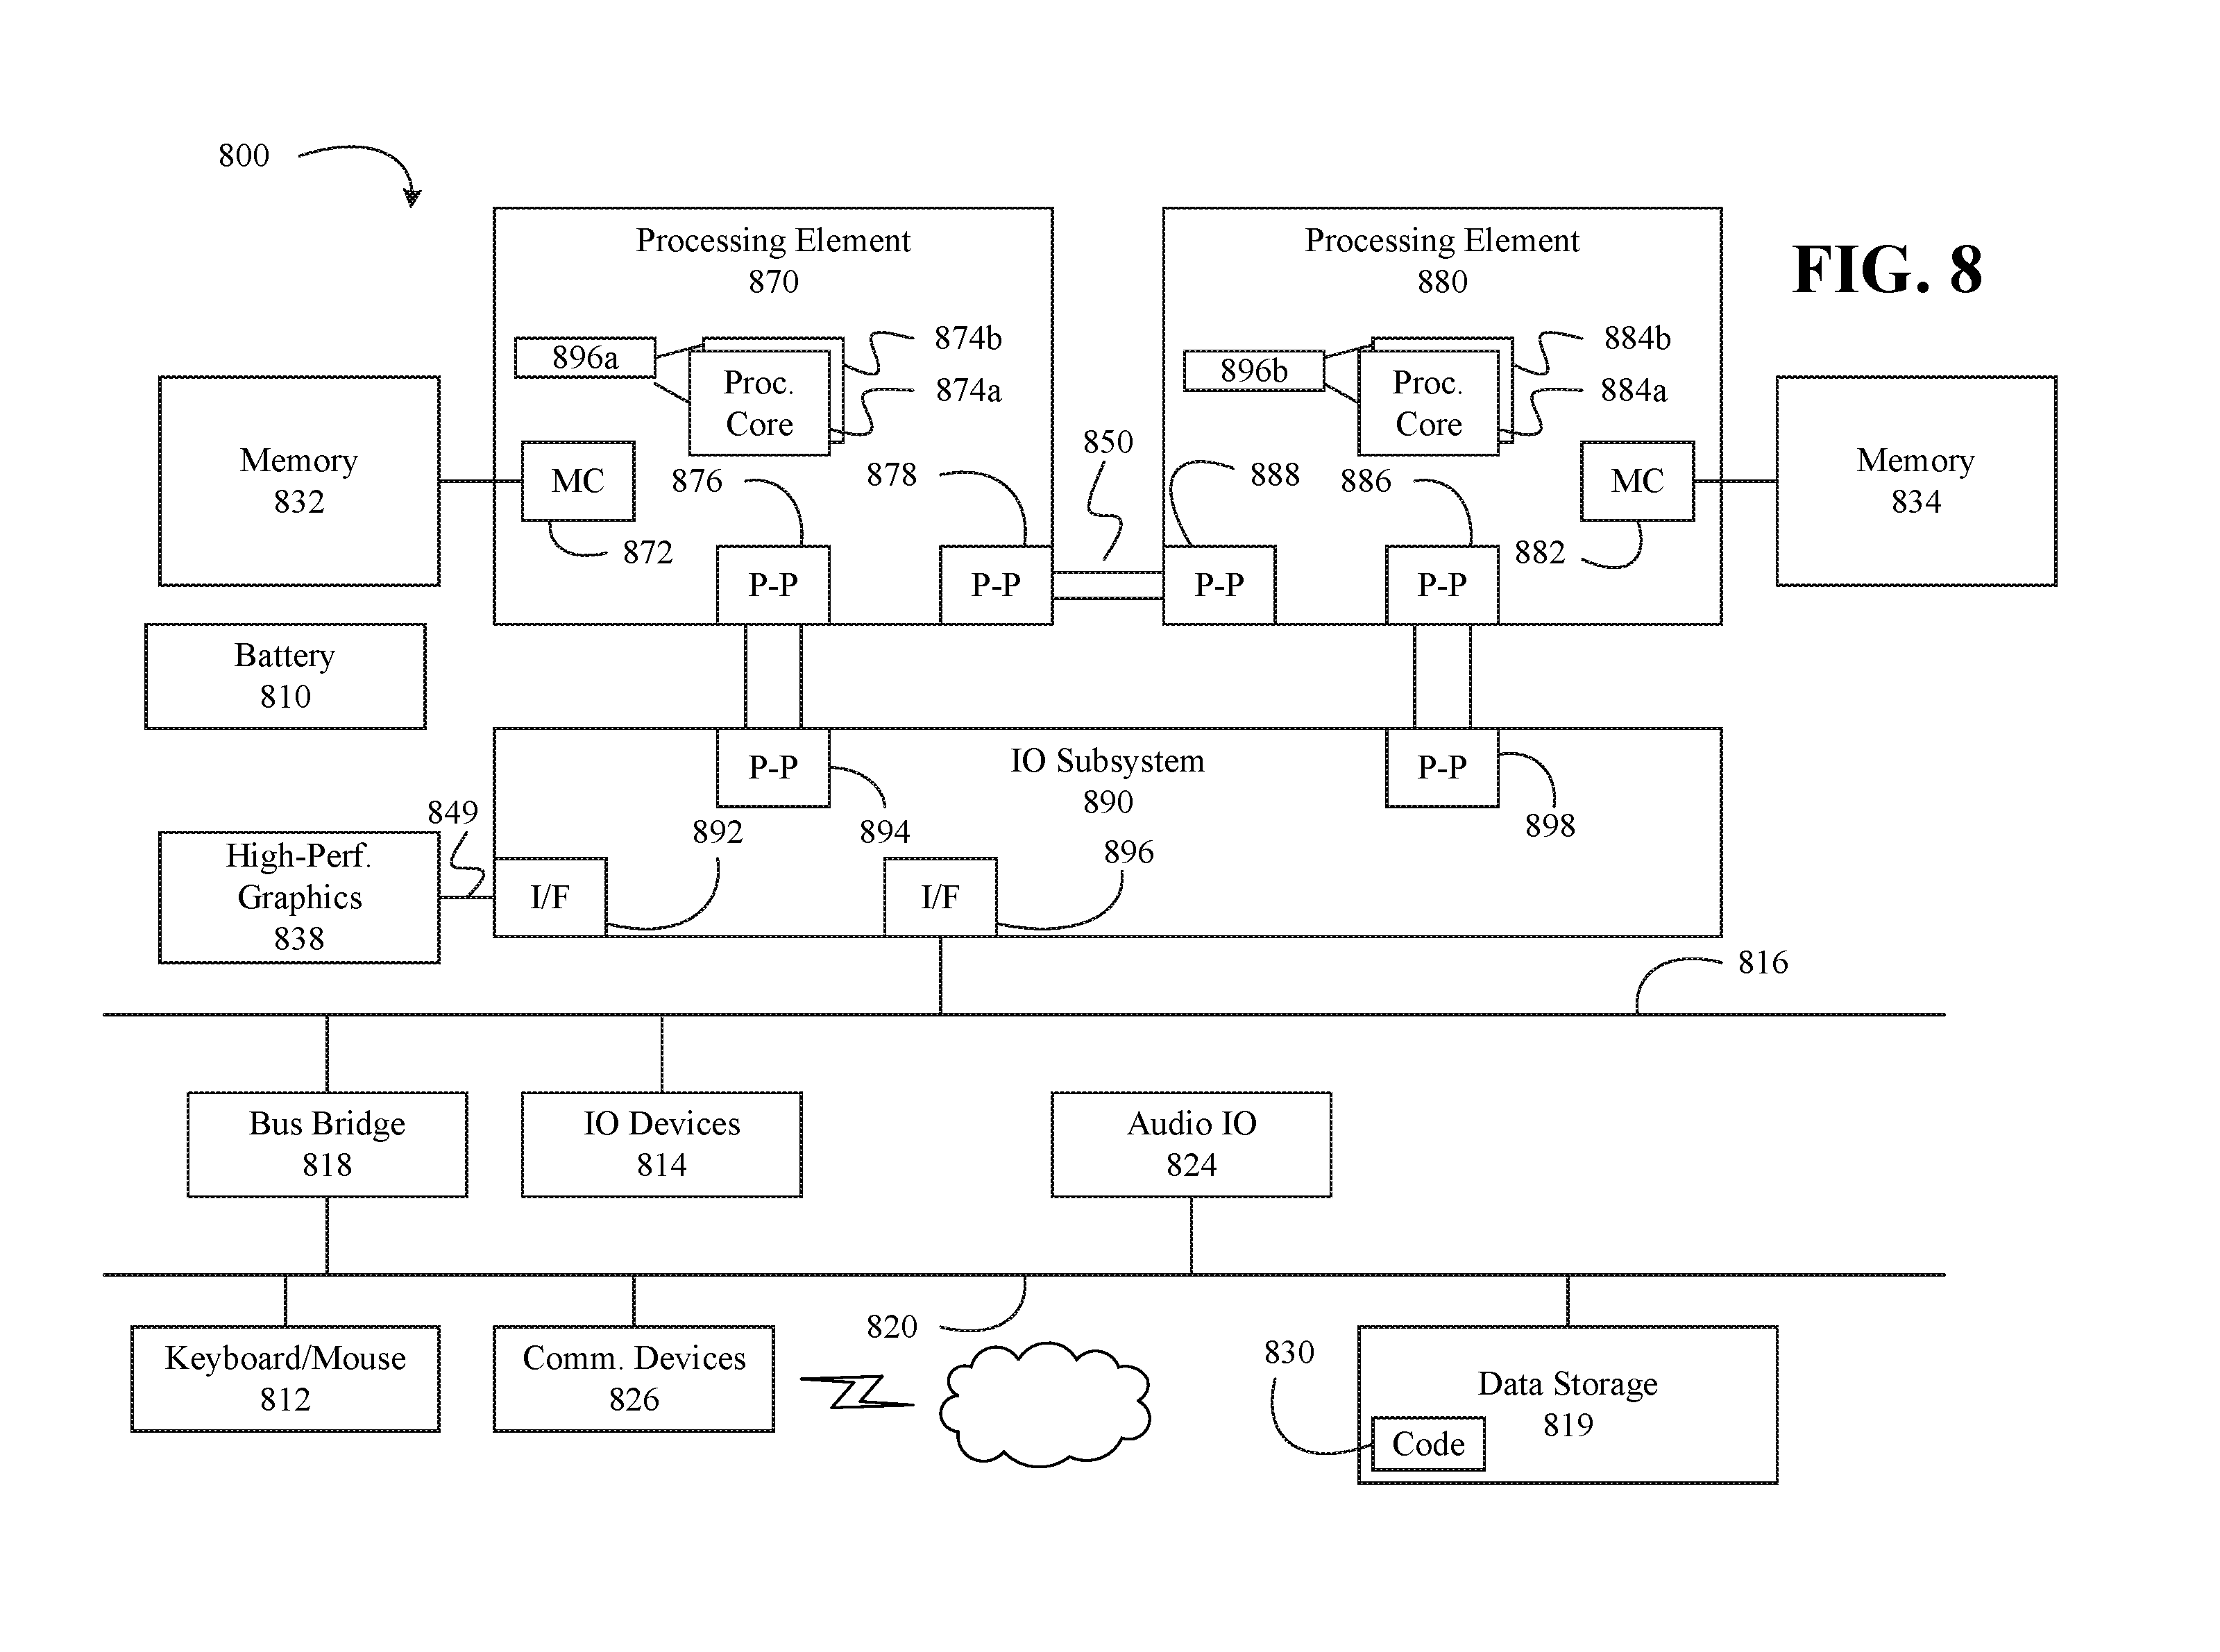 800
Processing Element
870
Processing Element
880
FIG. 8
896a
874b
874a
Proc.
Core
896b
884b
884a
Proc.
Core
Memory
832
MC
872
876
878
850
888
886
MC
882
Memory
834
P-P
P-P
P-P
P-P
Battery
810
P-P
IO Subsystem
890
P-P
894
898
849
892
896
High-Perf.
Graphics
838
I/F
I/F
816
Bus Bridge
818
IO Devices
814
Audio IO
824
820
Keyboard/Mouse
812
Comm. Devices
826
830
Data Storage
819
Code